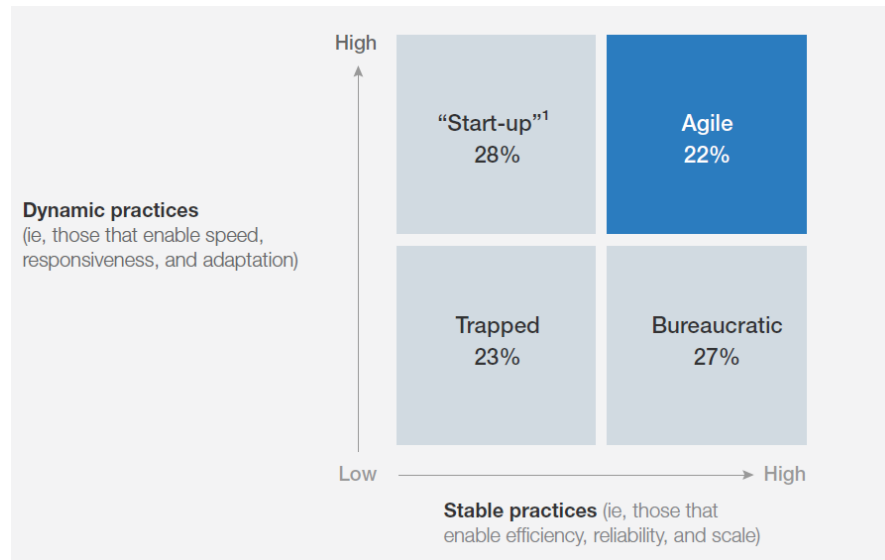 High
“Start-up”¹
28%
Agile
22%
Dynamic practices
(ie, those that enable speed,
responsiveness, and adaptation)
Trapped
23%
Bureaucratic
27%
Low
High
Stable practices (ie, those that
enable efficiency, reliability, and scale)